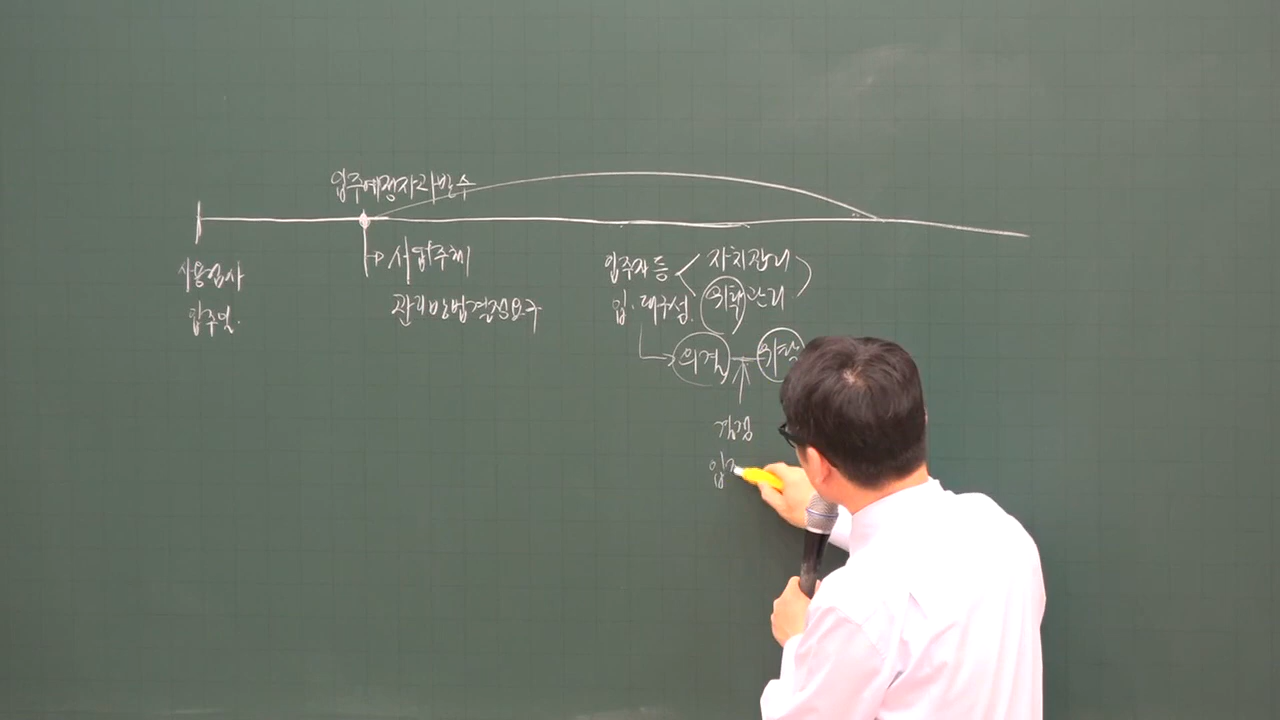 입주예정자과반수
사용검사
입주일.
사업주체
관리방법결정요구
입주자 등
입·대구성.
자치관리
위탁관리
의결
위탁
결정
입